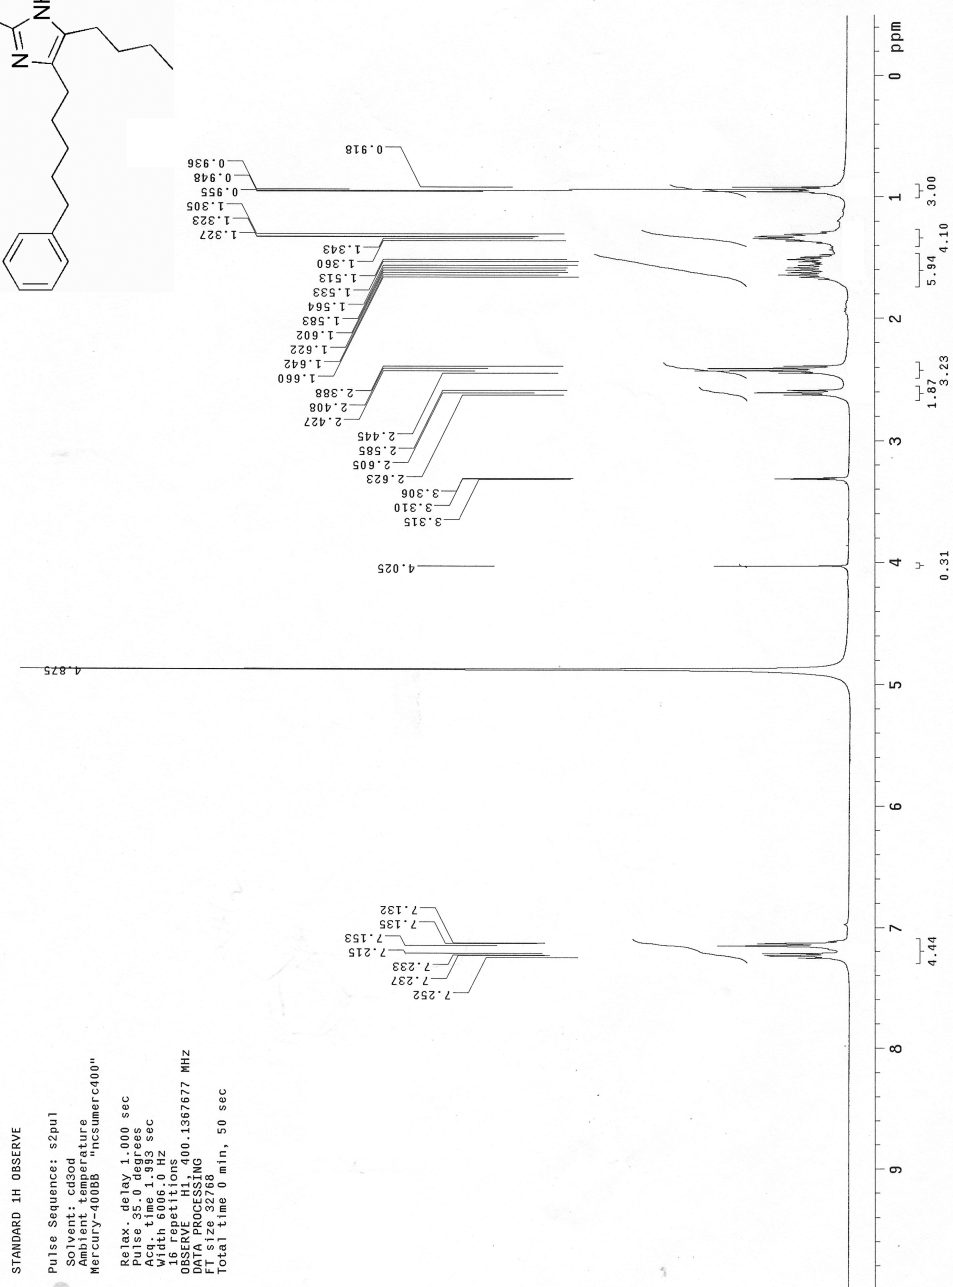 STANDARD 1H OBSERVE
Pulse Sequence: s2pul
Solvent: cd3od
Ambient temperature
Mercury-400BB "ncsumerc400"
Relax. delay 1.000 sec
Pulse 35.0 degrees
Acq. time 1.993 sec
Width 6006.0 Hz
16 repetitions
OBSERVE H1, 400.1367677 MHz
DATA PROCESSING
FT size 32768
Total time 0 min, 50 sec
N
NH
7.252
7.237
7.233
7.215
7.153
7.135
7.132
4.875
4.025
3.315
3.310
3.306
2.623
2.605
2.585
2.445
2.427
2.408
2.388
1.660
1.642
1.622
1.602
1.583
1.564
1.533
1.513
1.360
1.343
1.327
1.323
1.305
0.955
0.948
0.936
0.918
9 8 7 6 5 4 3 2 1 0 ppm
4.44 0.31 1.87 3.23 5.94 4.10 3.00